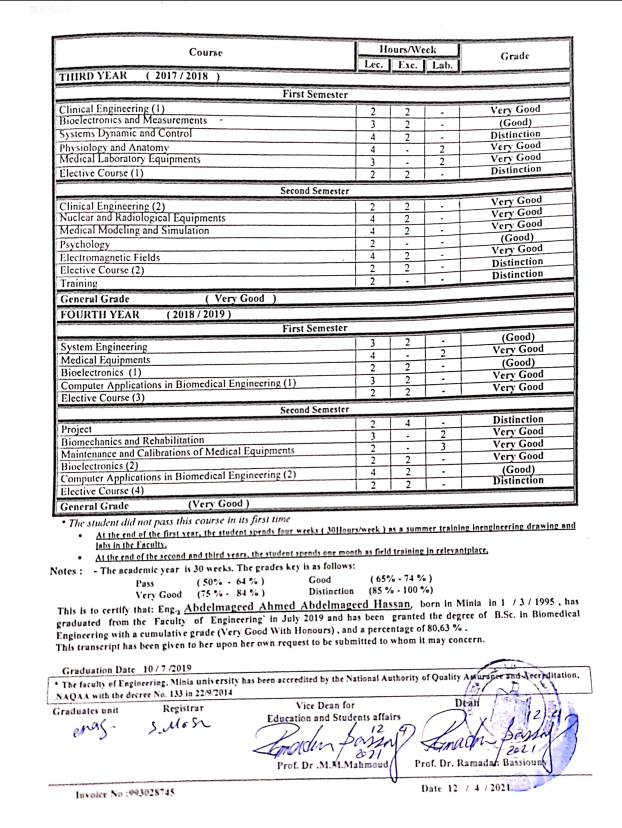 Course Hours/Week Grade
Lec. Exc. Lab.
THIRD YEAR ( 2017 / 2018 )
First Semester
Clinical Engineering (1) 2 2 - Very Good
Bioelectronics and Measurements 3 2 - (Good)
Systems Dynamic and Control 4 2 - Distinction
Physiology and Anatomy 4 - 2 Very Good
Medical Laboratory Equipments 3 - 2 Very Good
Elective Course (1) 2 2 - Distinction
Second Semester
Clinical Engineering (2) 2 2 - Very Good
Nuclear and Radiological Equipments 4 2 - Very Good
Medical Modeling and Simulation 4 2 - Very Good
Psychology 2 - - (Good)
Electromagnetic Fields 4 2 - Very Good
Elective Course (2) 2 2 - Distinction
Training 2 - - Distinction
General Grade ( Very Good )
FOURTH YEAR ( 2018 / 2019 )
First Semester
System Engineering 3 2 - (Good)
Medical Equipments 4 - 2 Very Good
Bioelectronics (1) 2 2 - (Good)
Computer Applications in Biomedical Engineering (1) 3 2 - Very Good
Elective Course (3) 2 2 - Very Good
Second Semester
Project 2 4 - Distinction
Biomechanics and Rehabilitation 3 - 2 Very Good
Maintenance and Calibrations of Medical Equipments 2 - 3 Very Good
Bioelectronics (2) 2 2 - Very Good
Computer Applications in Biomedical Engineering (2) 4 2 - (Good)
Elective Course (4) 2 2 - Distinction
General Grade (Very Good )
* The student did not pass this course in its first time
• At the end of the first year, the student spends four weeks ( 30Hours/week ) as a summer training inengineering drawing and
labs in the Faculty.
• At the end of the second and third years, the student spends one month as field training in relevantplace.
Notes : - The academic year is 30 weeks. The grades key is as follows:
Pass ( 50% - 64 % ) Good ( 65% - 74 % )
Very Good (75 % - 84 % ) Distinction (85 % - 100%)
This is to certify that: Eng., Abdelmageed Ahmed Abdelmageed Hassan, born in Minia in 1 / 3 / 1995 , has
graduated from the Faculty of Engineering in July 2019 and has been granted the degree of B.Sc. in Biomedical
Engineering with a cumulative grade (Very Good With Honours) , and a percentage of 80,63 % .
This transcript has been given to her upon her own request to be submitted to whom it may concern.
Graduation Date 10 / 7 /2019
* The faculty of Engineering, Minia university has been accredited by the National Authority of Quality Assurance and Accreditation,
NAQAA with the decree No. 133 in 22/9/2014
Graduates unit Registrar Vice Dean for Dean
Education and Students affairs
12 4 2021
12 4 2021
Prof. Dr .M.M.Mahmoud Prof. Dr. Ramadan Bassiouny
Invoice No :993028745 Date 12 / 4 / 2021